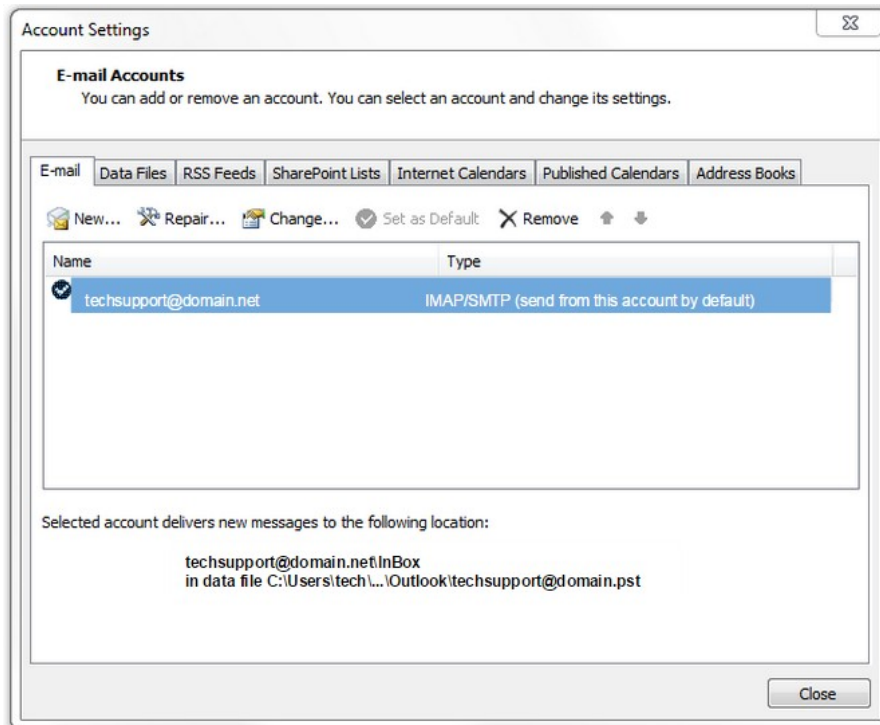 Account Settings
E-mail Accounts
You can add or remove an account. You can select an account and change its settings.
E-mail Data Files RSS Feeds SharePoint Lists Internet Calendars Published Calendars Address Books
New... Repair... Change... Set as Default Remove
Name Type
techsupport@domain.net IMAP/SMTP (send from this account by default)
Selected account delivers new messages to the following location:
techsupport@domain.net\InBox
in data file C:\Users\tech\...\Outlook\techsupport@domain.pst
Close